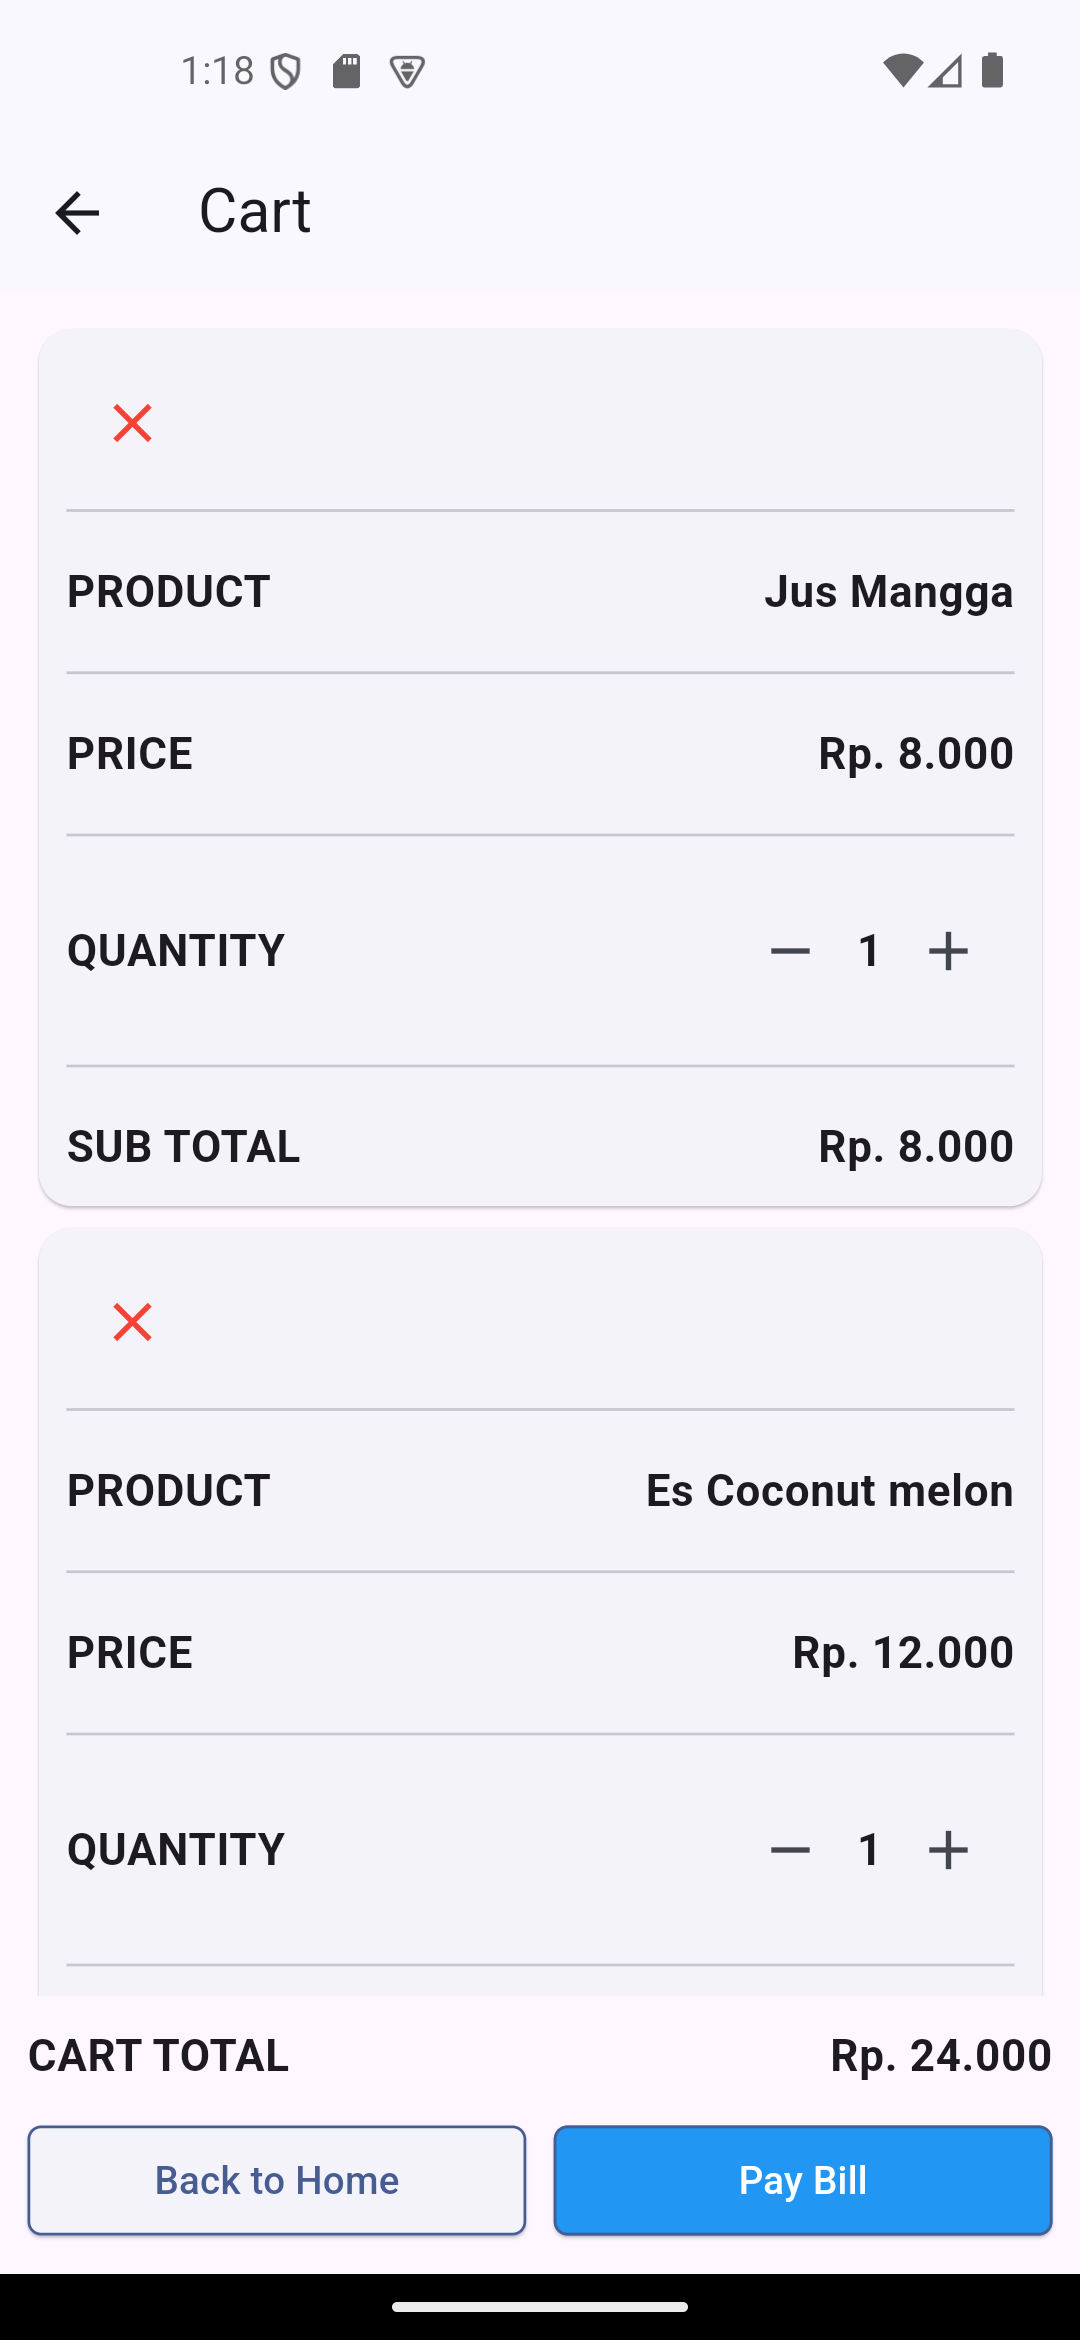 1:18
Cart
PRODUCT Jus Mangga
PRICE Rp. 8.000
QUANTITY 1
SUB TOTAL Rp. 8.000
PRODUCT Es Coconut melon
PRICE Rp. 12.000
QUANTITY 1
CART TOTAL Rp. 24.000
Back to Home Pay Bill